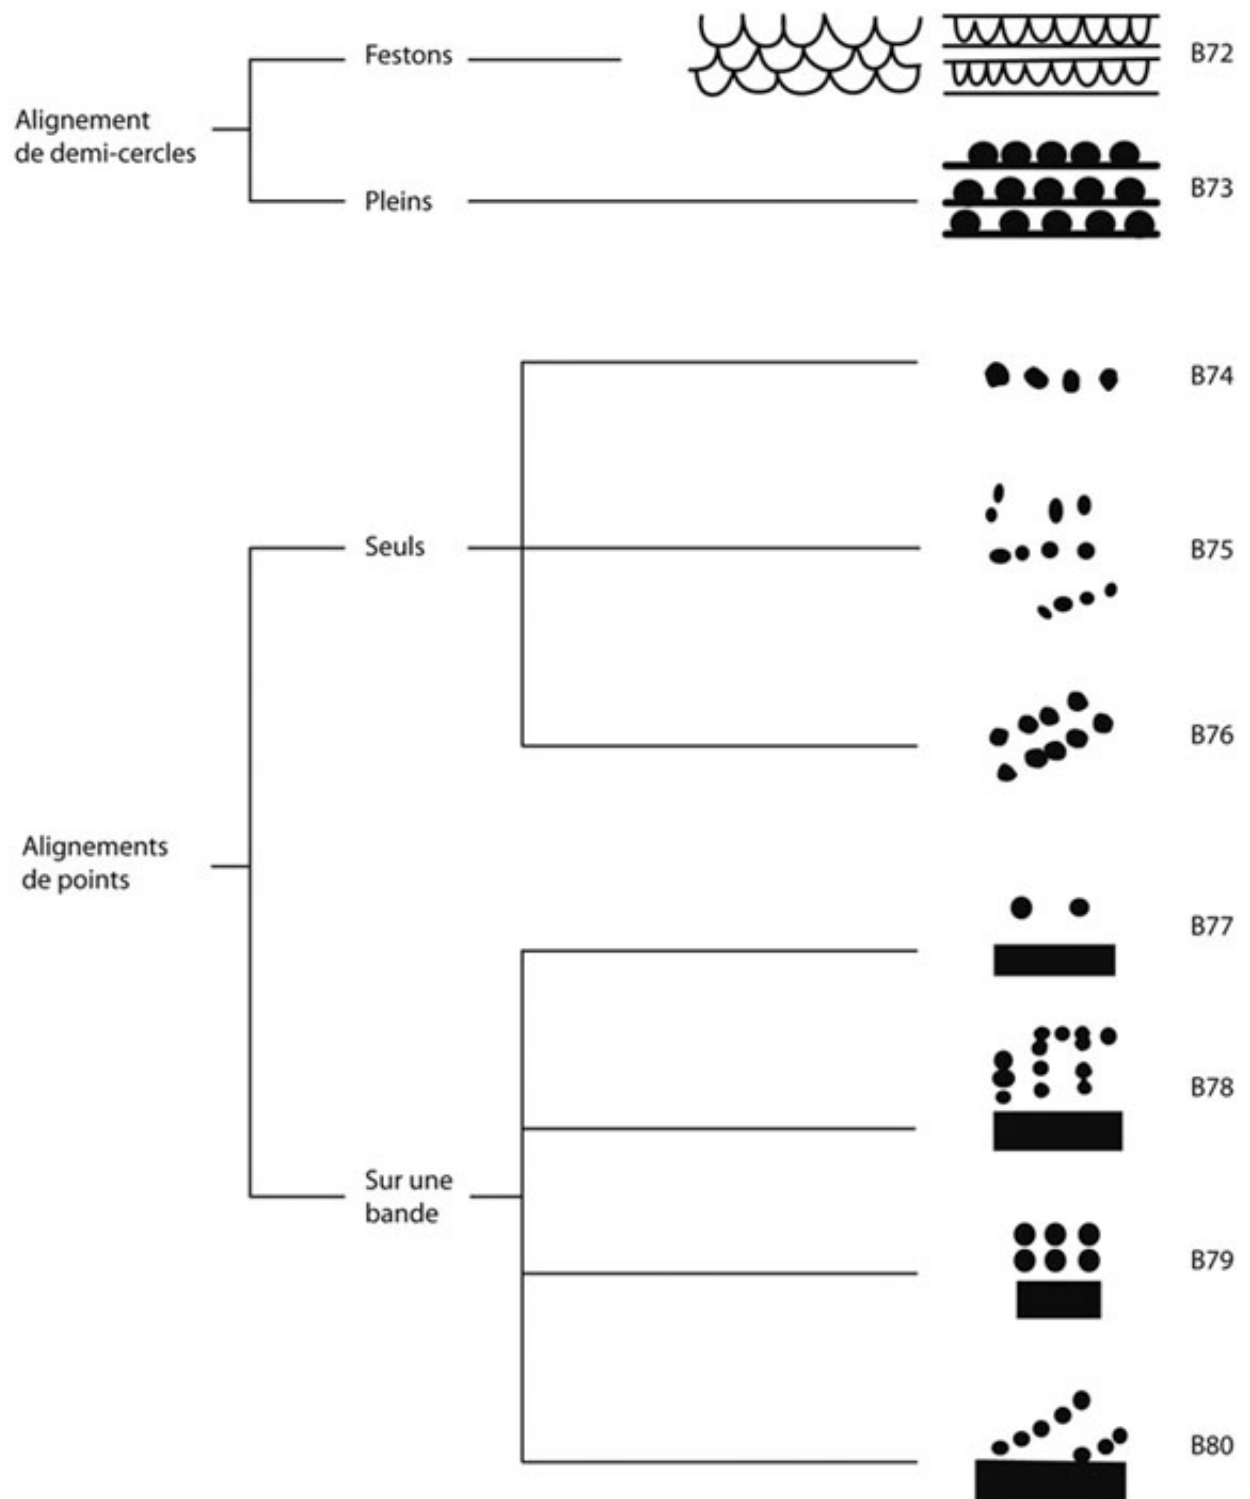 Festons
B72
Alignement
de demi-cercles
B73
Pleins
B74
Seuls
B75
B76
Alignements
de points
B77
B78
Sur une
bande
B79
B80